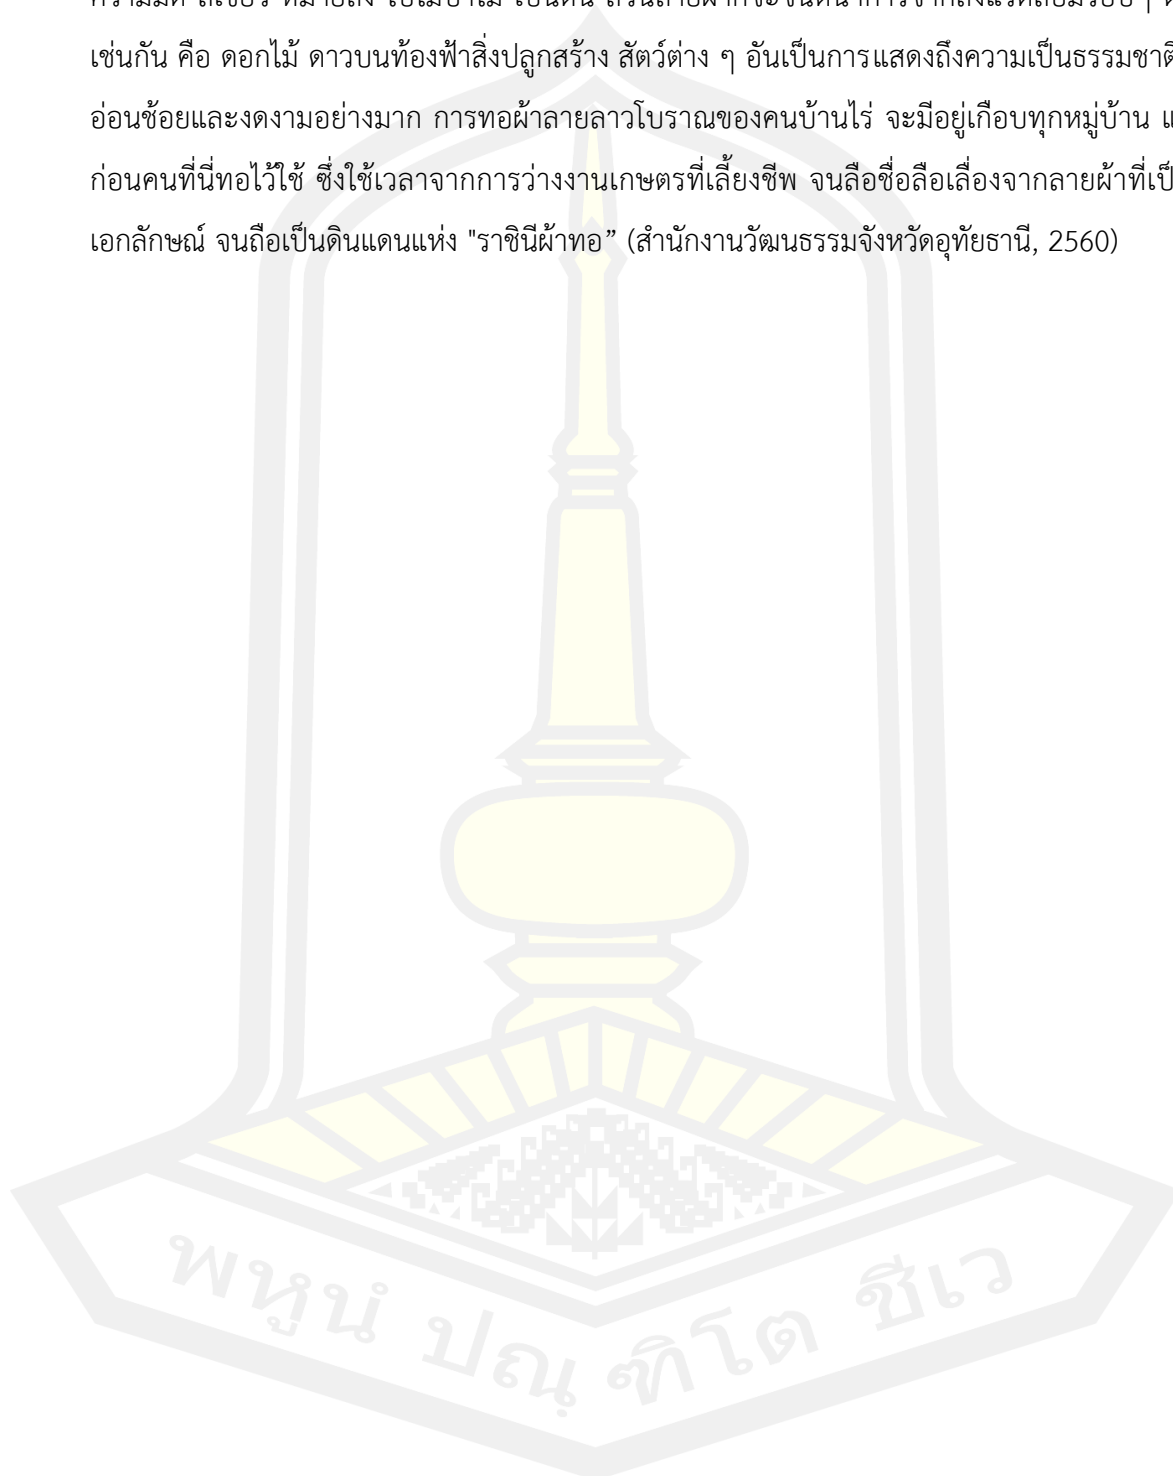 เช่นกัน คือ ดอกไม้ ดาวบนท้องฟ้าสิ่งปลูกสร้าง สัตว์ต่าง ๆ อันเป็นการแสดงถึงความเป็นธรรมชาติ
อ่อนช้อยและงดงามอย่างมาก การทอผ้าลายลาวโบราณของคนบ้านไร่ จะมีอยู่เกือบทุกหมู่บ้าน
ก่อนคนที่นี่ทอไว้ใช้ ซึ่งใช้เวลาจากการว่างงานเกษตรที่เลี้ยงชีพ จนลือชื่อลือเลื่องจากลายผ้าที่
เอกลักษณ์ จนถือเป็นดินแดนแห่ง "ราชินีผ้าทอ” (สำนักงานวัฒนธรรมจังหวัดอุทัยธานี, 2560)
พหูนํ ปณฺฑิโต ชีเว